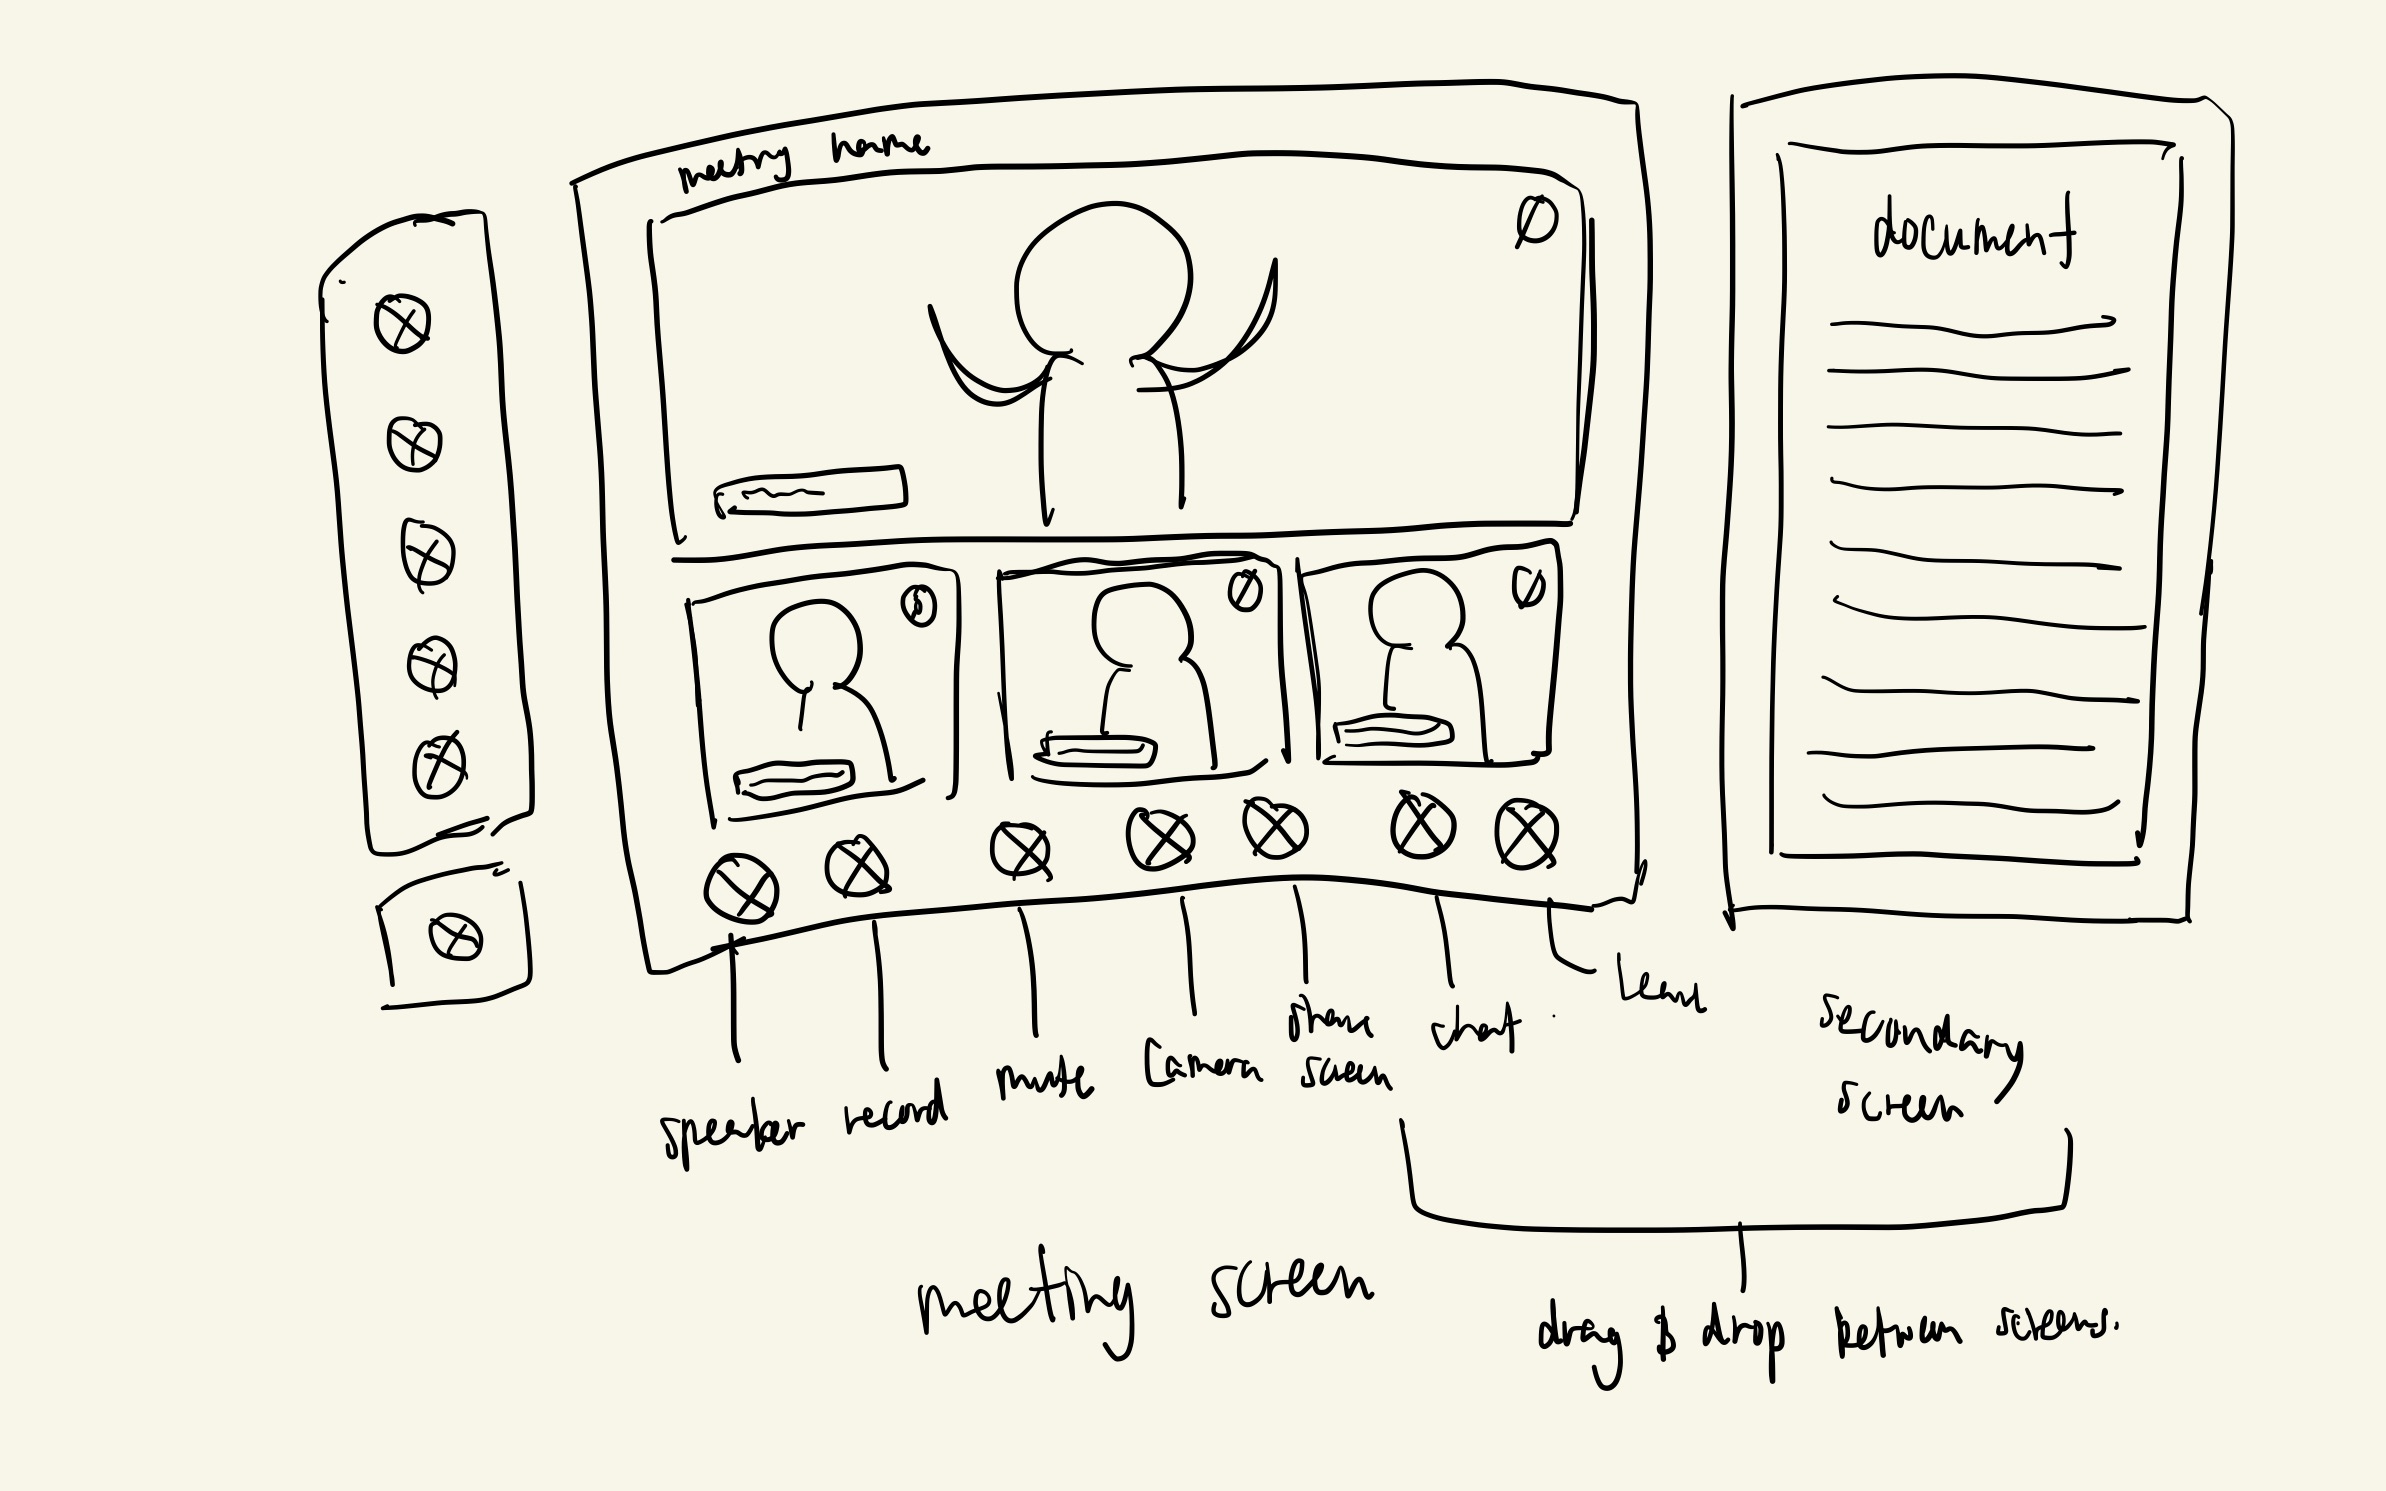 meeting name
document
speaker
record
mute
camera
share
screen
chat
leave
secondary
screen
meeting screen
drag & drop between screens.